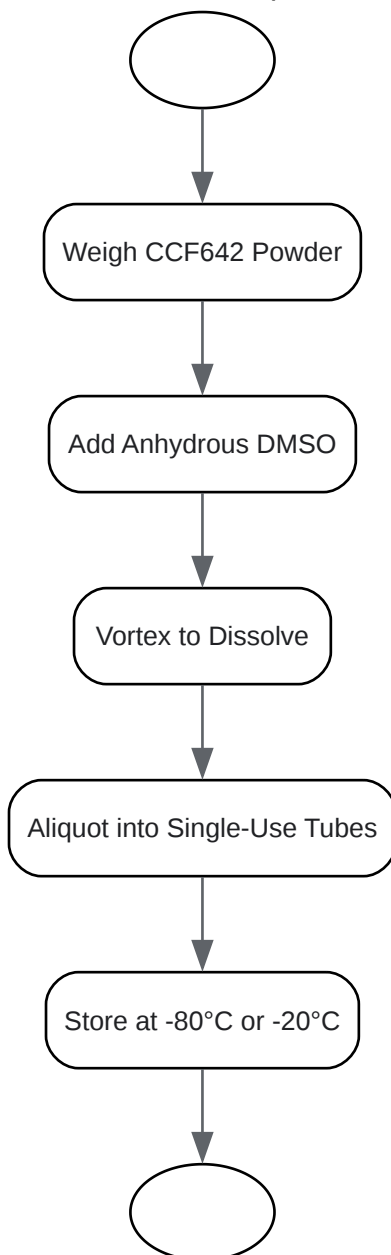 Weigh CCF642 Powder
Add Anhydrous DMSO
Vortex to Dissolve
Aliquot into Single-Use Tubes
Store at -80°C or -20°C